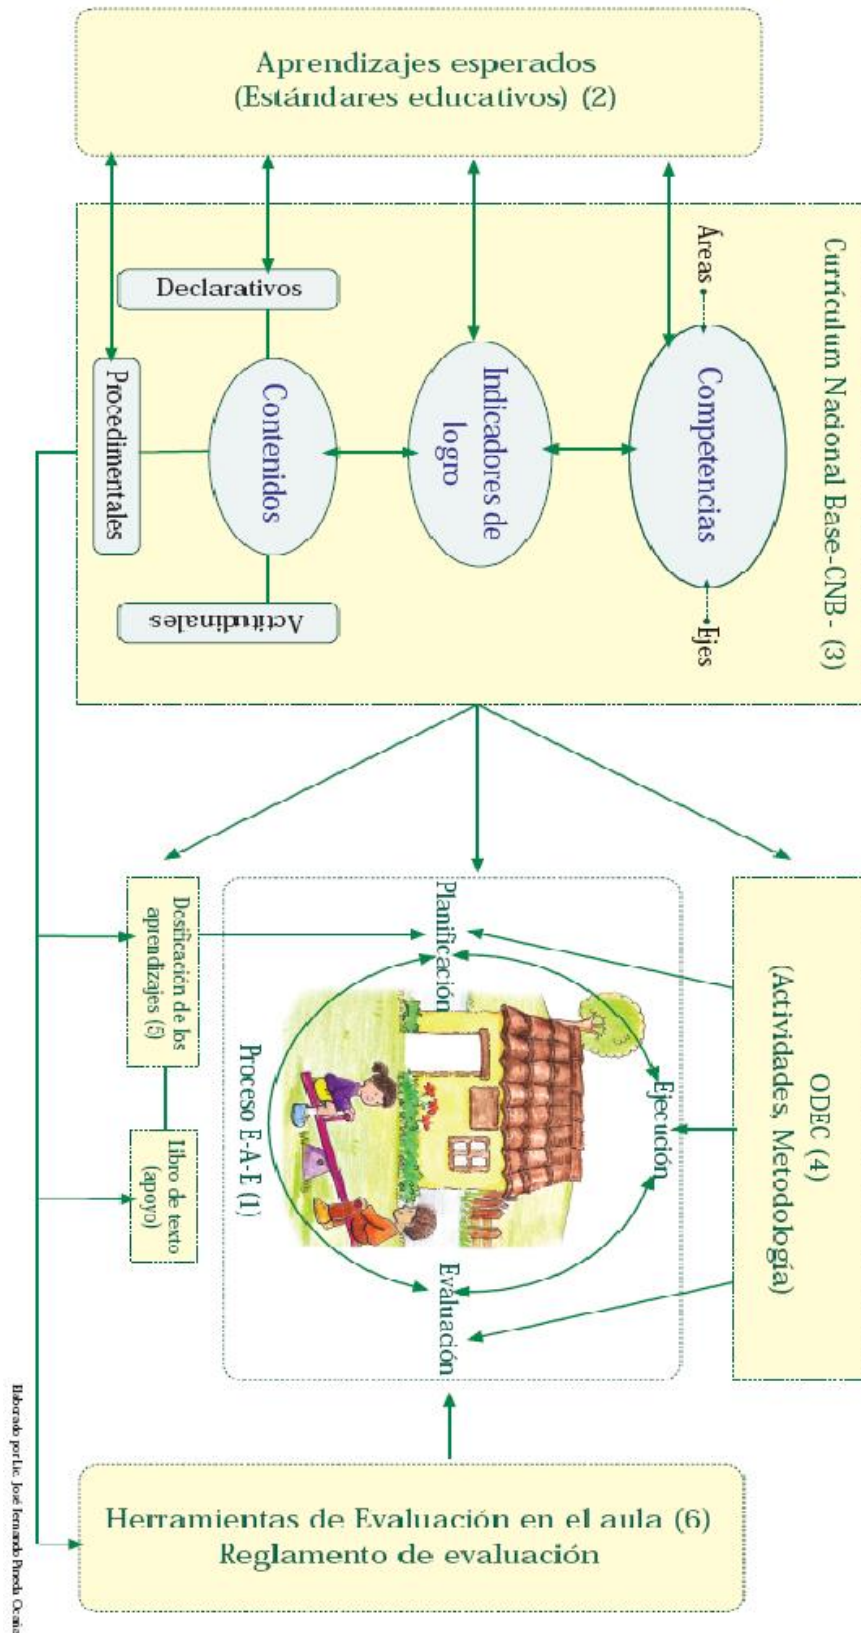 Aprendizajes esperados
(Estándares educativos) (2)
Currículum Nacional Base-CNB- (3)
Áreas
Ejes
Competencias
Indicadores de
logro
Contenidos
Declarativos
Procedimentales
Actitudinales
ODEC (4)
(Actividades, Metodología)
Planificación
Ejecución
Evaluación
Proceso E-A-E (1)
Dosificación de los
aprendizajes (5)
Libro de texto
(apoyo)
Herramientas de Evaluación en el aula (6)
Reglamento de evaluación
Elaborado por Lic. José Fernando Pineda Ocaña